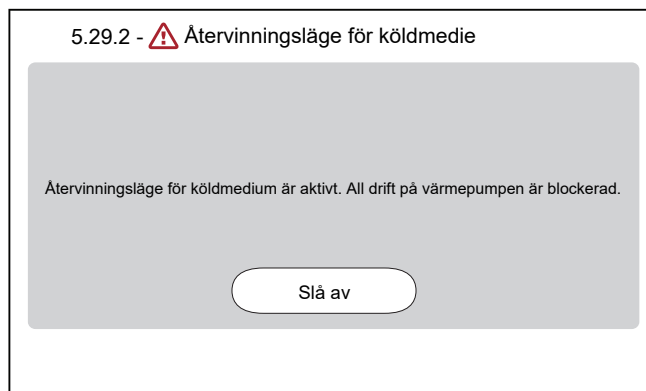 5.29.2 - Återvinningsläge för köldmedie
Återvinningsläge för köldmedium är aktivt. All drift på värmepumpen är blockerad.
Slå av